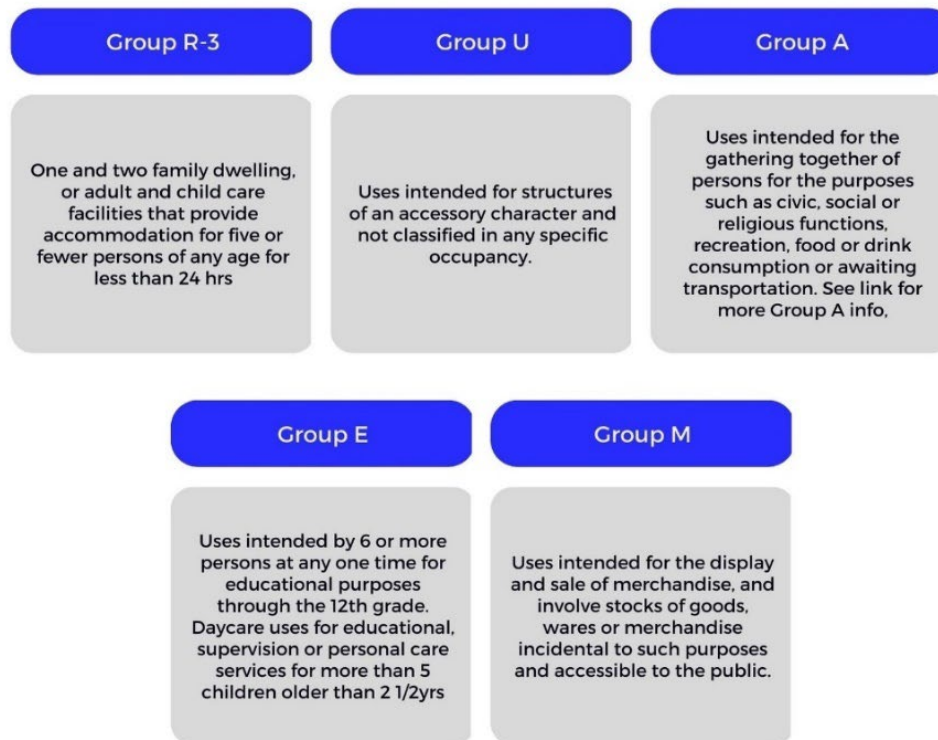 Group R-3
One and two family dwelling,
or adult and child care
facilities that provide
accommodation for five or
fewer persons of any age for
less than 24 hrs
Group U
Uses intended for structures
of an accessory character and
not classified in any specific
occupancy.
Group A
Uses intended for the
gathering together of
persons for the purposes
such as civic, social or
religious functions,
recreation, food or drink
consumption or awaiting
transportation. See link for
more Group A info,
Group E
Uses intended by 6 or more
persons at any one time for
educational purposes
through the 12th grade.
Daycare uses for educational,
supervision or personal care
services for more than 5
children older than 2 1/2yrs
Group M
Uses intended for the display
and sale of merchandise, and
involve stocks of goods,
wares or merchandise
incidental to such purposes
and accessible to the public.